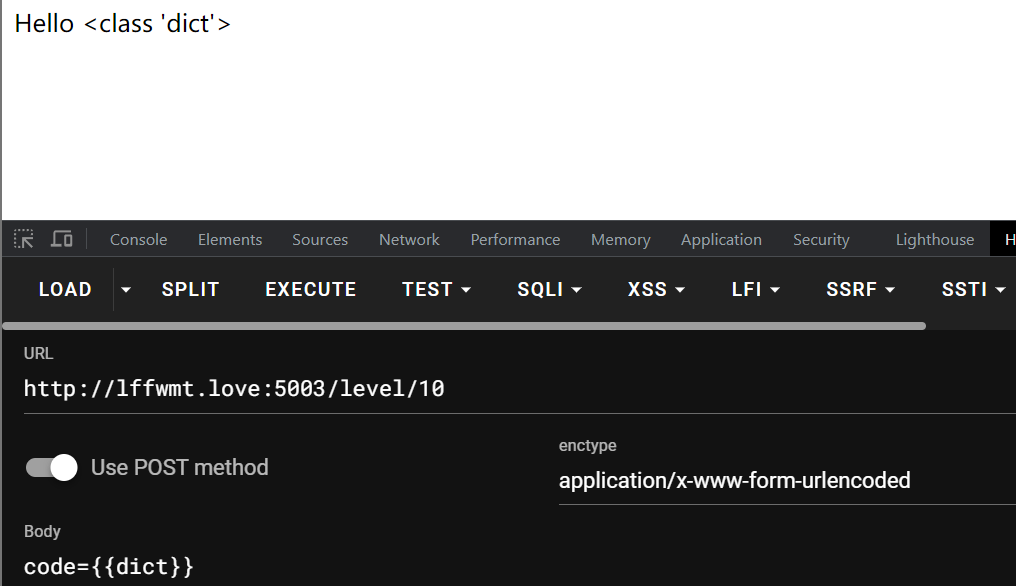 Hello <class 'dict'>
Console Elements Sources Network Performance Memory Application Security Lighthouse H
LOAD SPLIT EXECUTE TEST SQLI XSS LFI SSRF SSTI
URL
http://lffwmt.love:5003/level/10
enctype
Use POST method
application/x-www-form-urlencoded
Body
code={{dict}}